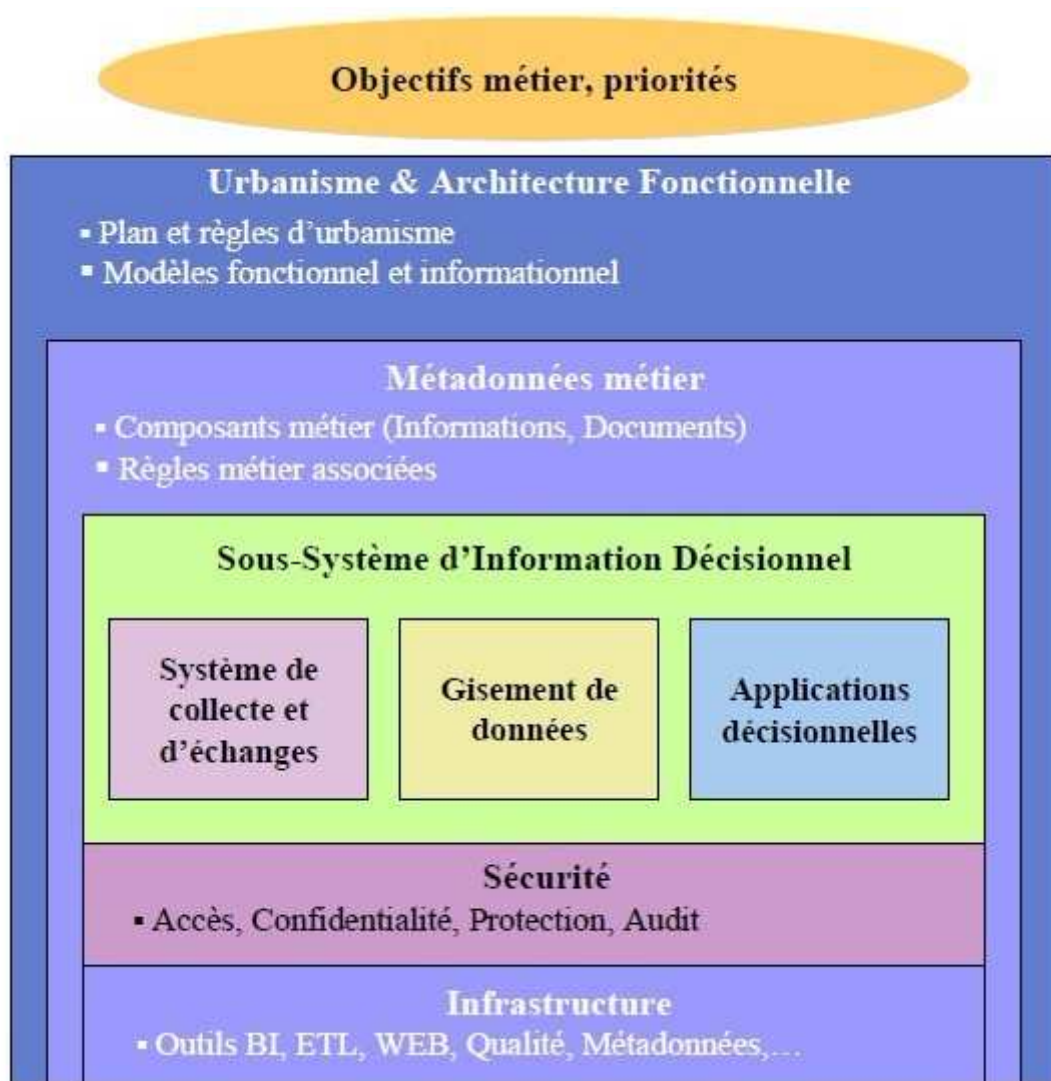 Objectifs métier, priorités
Urbanisme & Architecture Fonctionnelle
▪ Plan et règles d’urbanisme
▪ Modèles fonctionnel et informationnel
Métadonnées métier
▪ Composants métier (Informations, Documents)
▪ Règles métier associées
Sous-Système d’Information Décisionnel
Système de
collecte et
d’échanges
Gisement de
données
Applications
décisionnelles
Sécurité
▪ Accès, Confidentialité, Protection, Audit
Infrastructure
▪ Outils BI, ETL, WEB, Qualité, Métadonnées,…